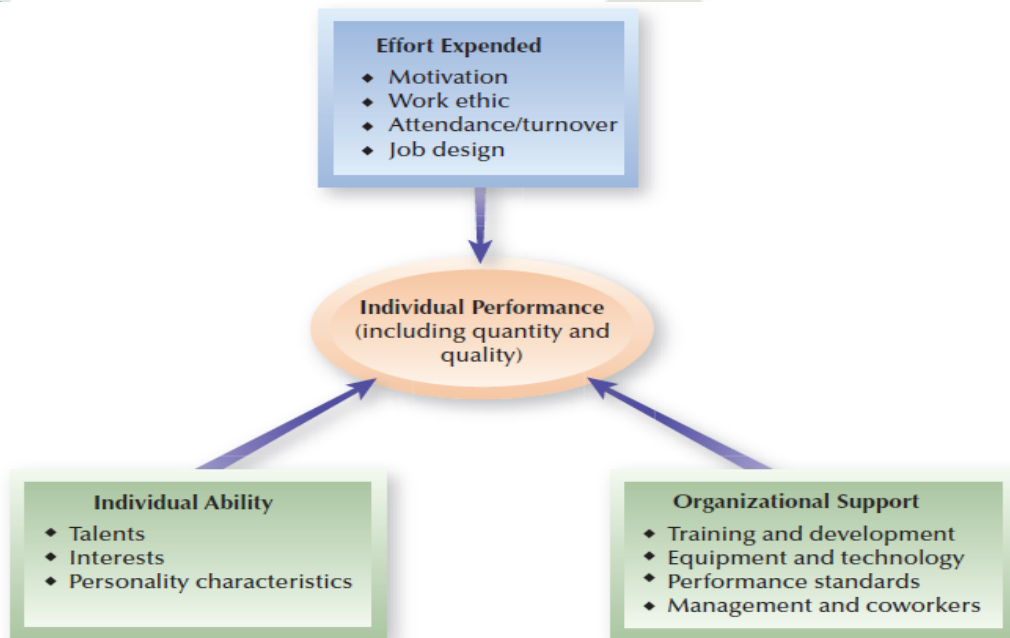 Effort Expended
◆ Motivation
◆ Work ethic
◆ Attendance/turnover
◆ Job design
Individual Performance
(including quantity and
quality)
Individual Ability
◆ Talents
◆ Interests
◆ Personality characteristics
Organizational Support
◆ Training and development
◆ Equipment and technology
◆ Performance standards
◆ Management and coworkers